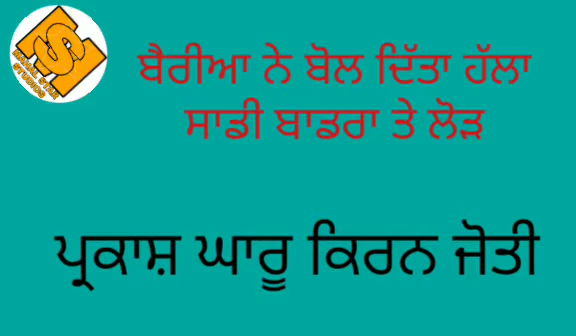 ਬੈਰੀਆ ਨੇ ਬੋਲ ਦਿੱਤਾ ਹੱਲਾ
ਸਾਡੀ ਬਾਡਰਾ ਤੇ ਲੋੜ
ਪ੍ਰਕਾਸ਼ ਘਾਰੂ ਕਿਰਨ ਜੋਤੀ